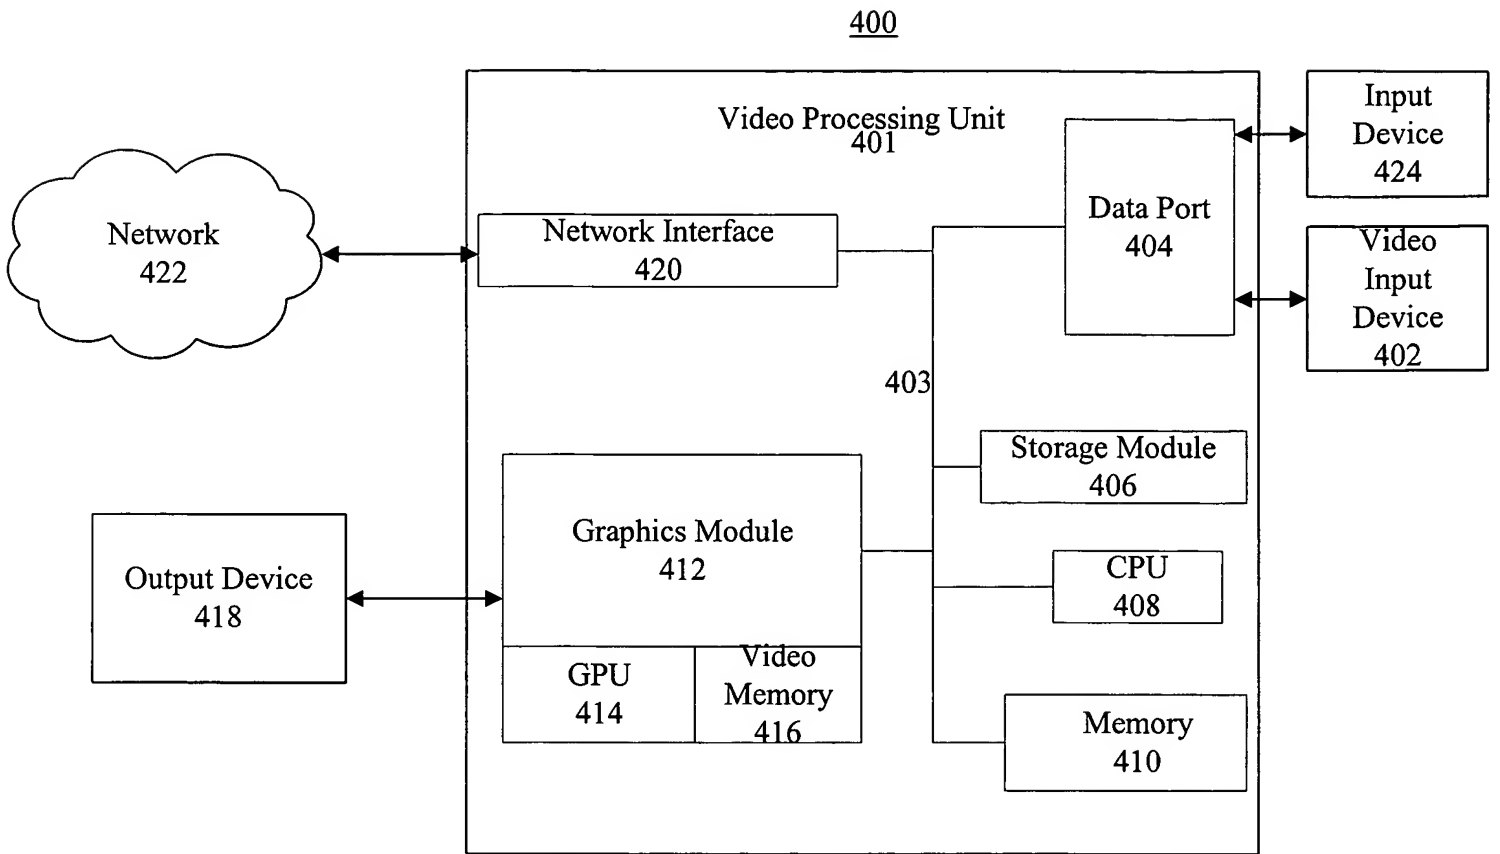 400
Video Processing Unit
401
Input
Device
424
Data Port
404
Network
422
Network Interface
420
Video
Input
Device
402
403
Storage Module
406
Graphics Module
412
CPU
408
Output Device
418
GPU
414
Video
Memory
416
Memory
410